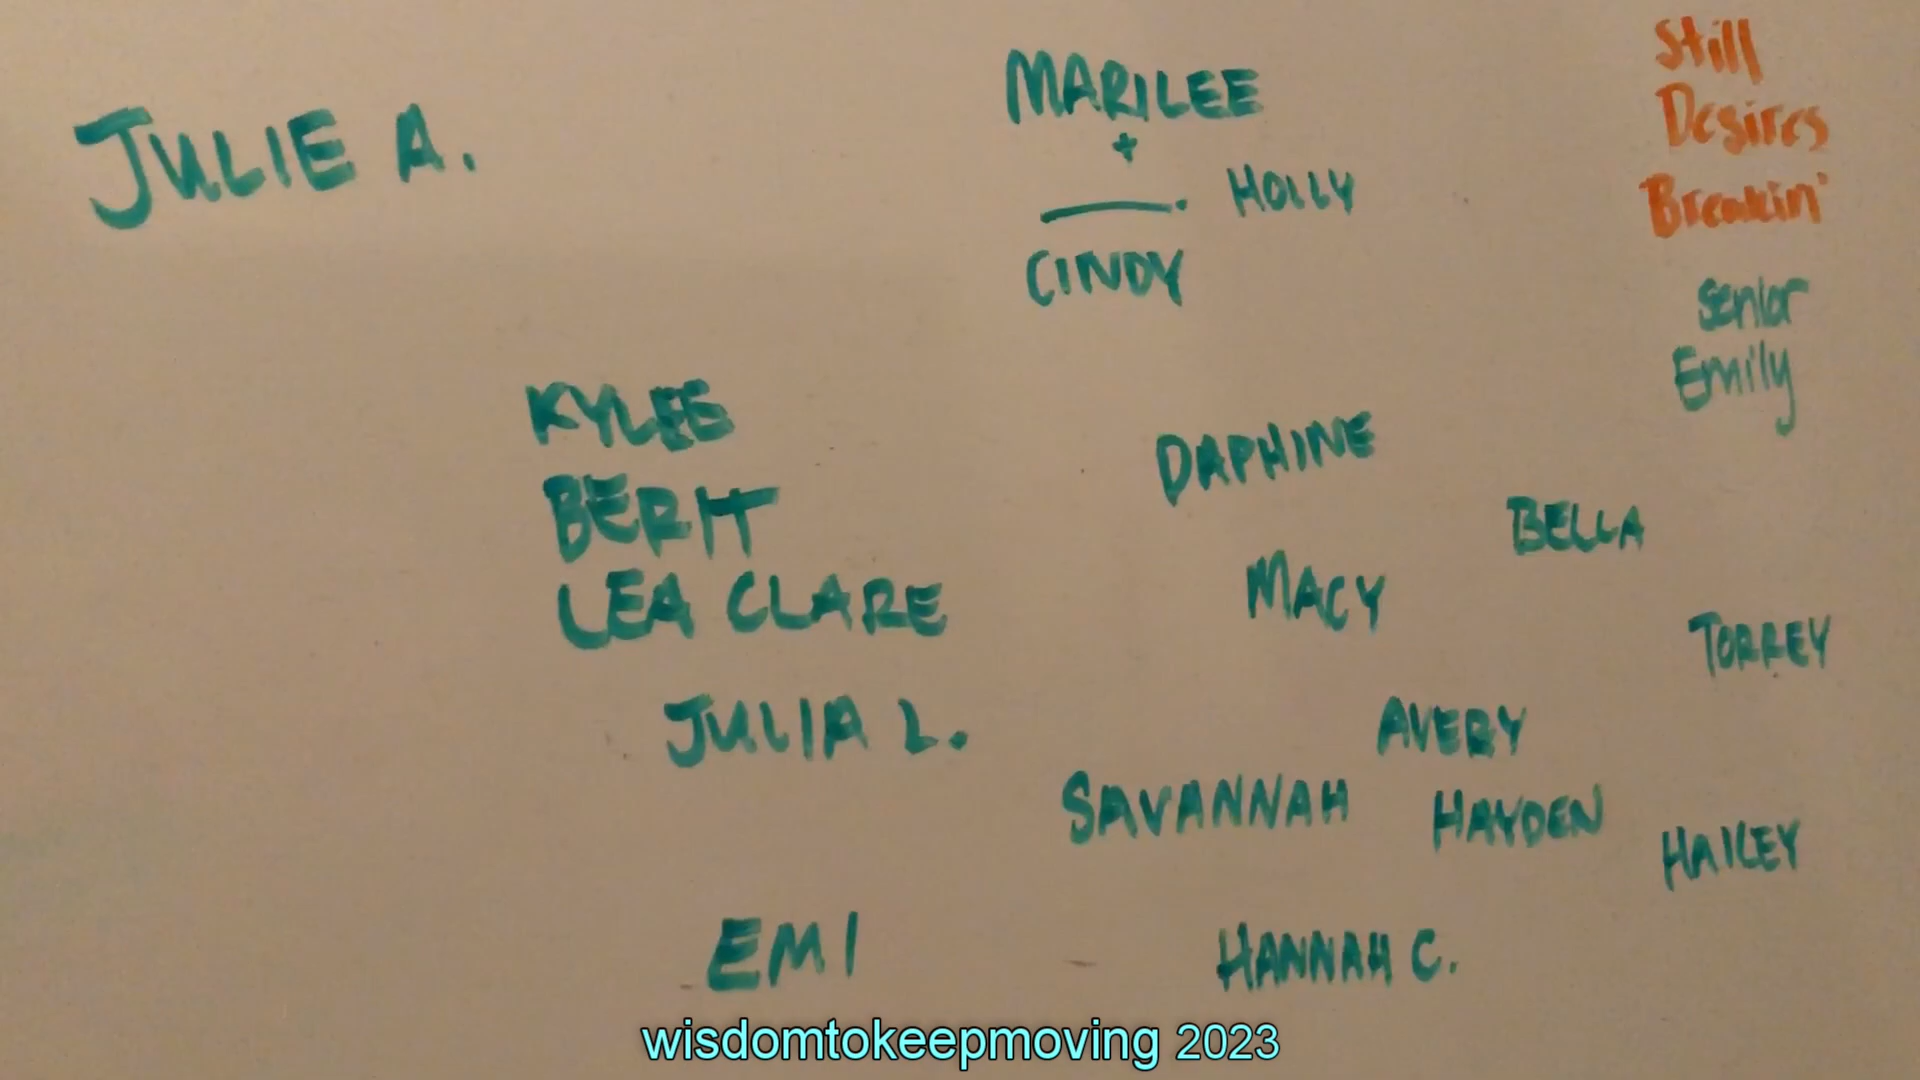 JULIE A.
MARILEE
+
HOLLY
CINDY
Still
Desires
Breakin'
senior
Emily
KYLEE
BERIT
LEA CLARE
JULIA L.
EMI
DAPHINE
BELLA
MACY
TORREY
AVERY
SAVANNAH
HAYDEN
HAILEY
HANNAH C.
wisdomtokeepmoving 2023